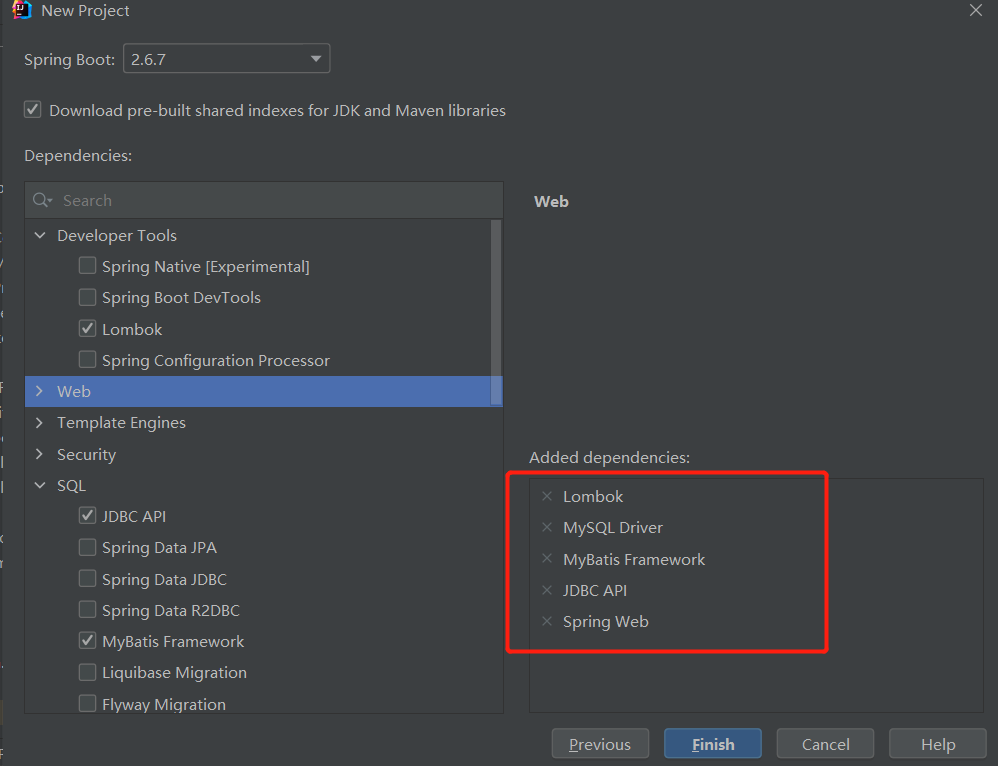 New Project
Spring Boot: 2.6.7
Download pre-built shared indexes for JDK and Maven libraries
Dependencies:
Search
Developer Tools
Spring Native [Experimental]
Spring Boot DevTools
Lombok
Spring Configuration Processor
Web
Template Engines
Security
SQL
JDBC API
Spring Data JPA
Spring Data JDBC
Spring Data R2DBC
MyBatis Framework
Liquibase Migration
Flyway Migration
Web
Added dependencies:
Lombok
MySQL Driver
MyBatis Framework
JDBC API
Spring Web
Previous
Finish
Cancel
Help